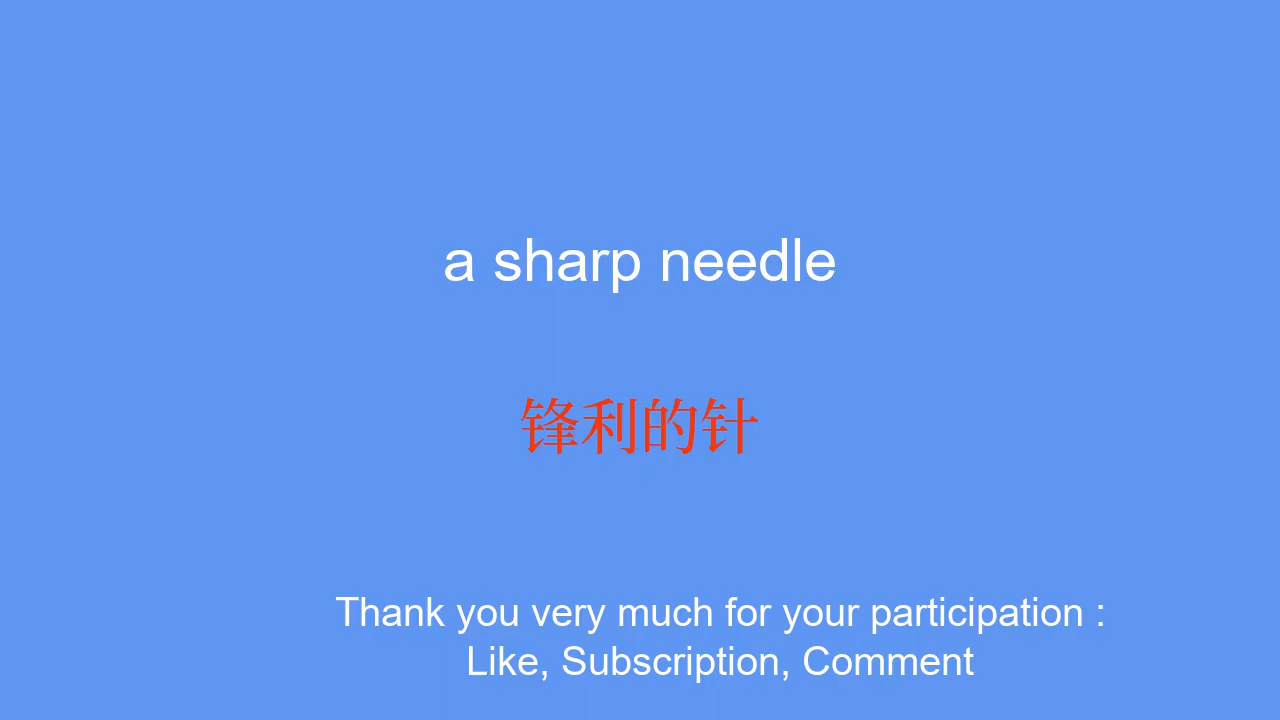 a sharp needle
锋利的针
Thank you very much for your participation :
Like, Subscription, Comment